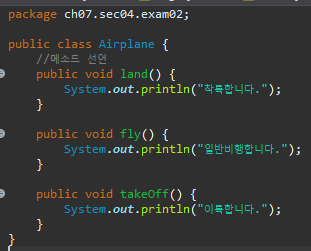 package ch07.sec04.exam02;
public class Airplane {
//메소드 선언
public void land() {
System.out.println("착륙합니다.");
}
public void fly() {
System.out.println("일반비행합니다.");
}
public void takeOff() {
System.out.println("이륙합니다.");
}
}